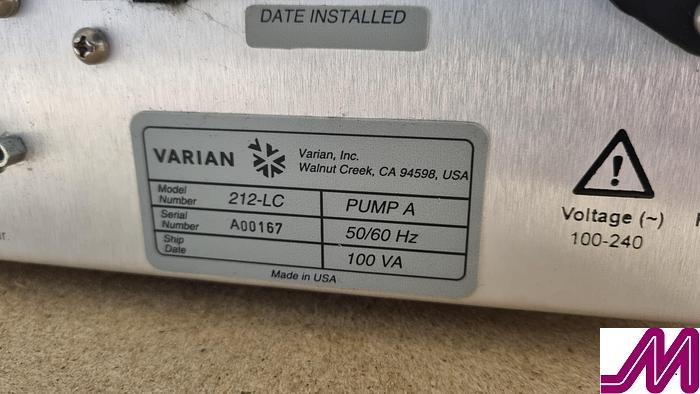 DATE INSTALLED
VARIAN
Varian, Inc.
Walnut Creek, CA 94598, USA
Model Number 212-LC PUMP A
Serial Number A00167 50/60 Hz
Ship Date 100 VA
Made in USA
Voltage (~)
100-240